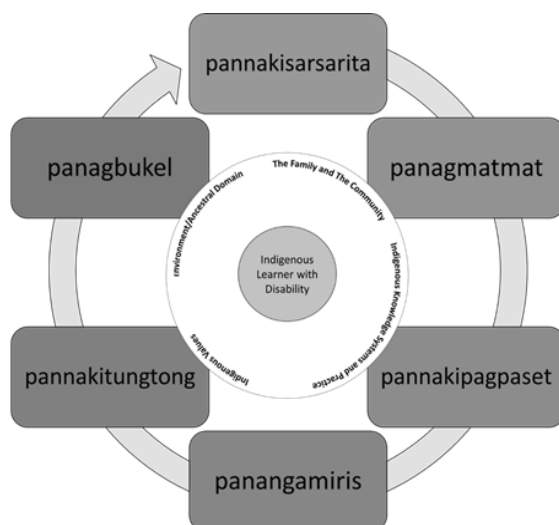 pannakisarsarita
panagmatmat
pannakipagpaset
panangamiris
pannakitungtong
panagbukel
The Family and The Community
Indigenous Knowledge Systems and Practice
Indigenous Values
Environment/Ancestral Domain
Indigenous
Learner with
Disability